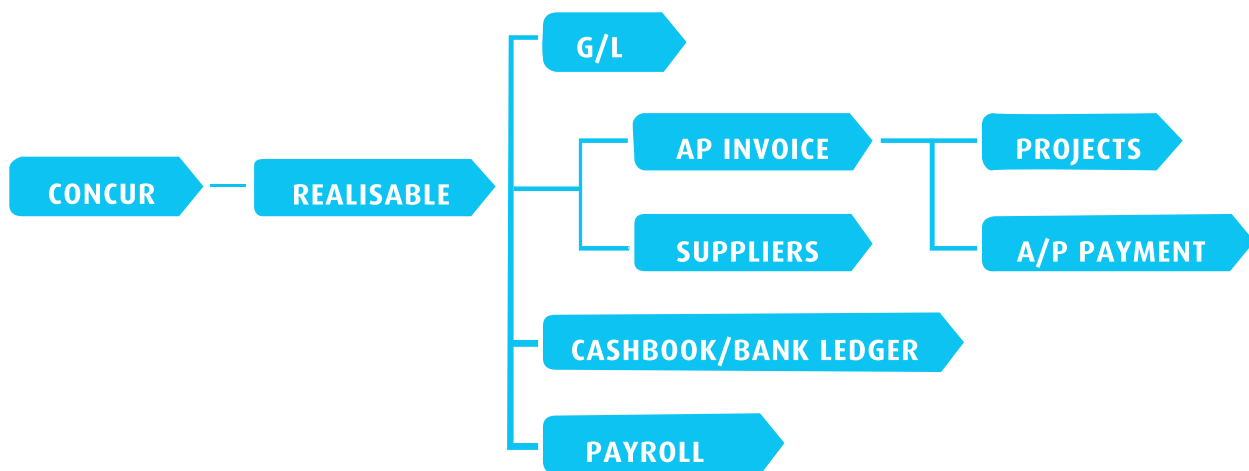 CONCUR
REALISABLE
G/L
AP INVOICE
SUPPLIERS
PROJECTS
A/P PAYMENT
CASHBOOK/BANK LEDGER
PAYROLL